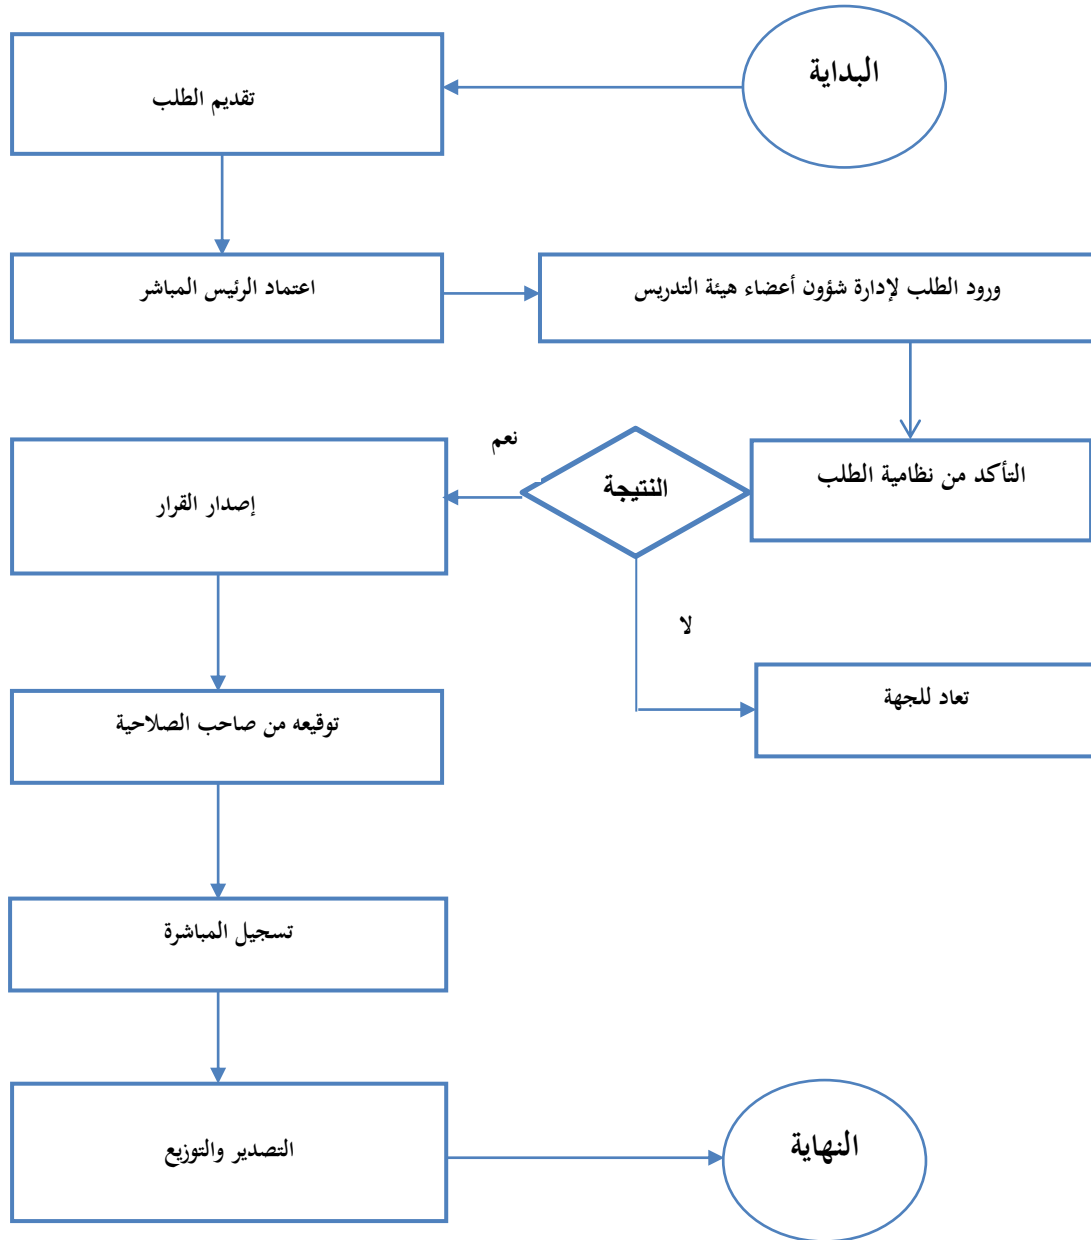 البداية
تقديم الطلب
اعتماد الرئيس المباشر
ورود الطلب لإدارة شؤون أعضاء هيئة التدريس
التأكد من نظامية الطلب
النتيجة
نعم
إصدار القرار
لا
تعاد للجهة
توقيعه من صاحب الصلاحية
تسجيل المباشرة
التصدير والتوزيع
النهاية